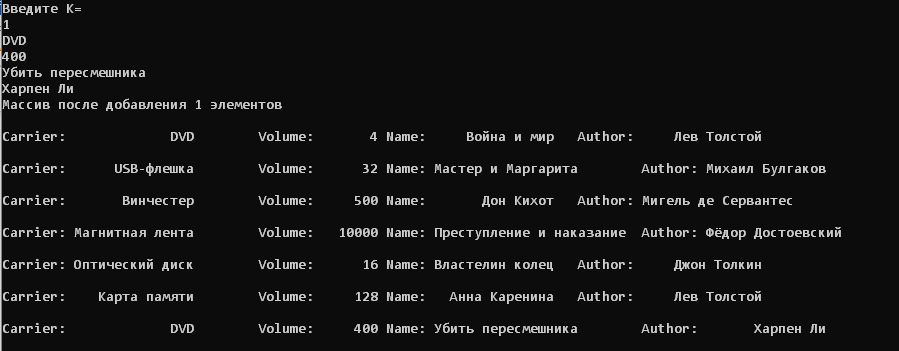 Введите K=
1
DVD
400
Убить пересмешника
Харпен Ли
Массив после добавления 1 элементов
Carrier: DVD Volume: 4 Name: Война и мир Author: Лев Толстой
Carrier: USB-флешка Volume: 32 Name: Мастер и Маргарита Author: Михаил Булгаков
Carrier: Винчестер Volume: 500 Name: Дон Кихот Author: Мигель де Сервантес
Carrier: Магнитная лента Volume: 10000 Name: Преступление и наказание Author: Фёдор Достоевский
Carrier: Оптический диск Volume: 16 Name: Властелин колец Author: Джон Толкин
Carrier: Карта памяти Volume: 128 Name: Анна Каренина Author: Лев Толстой
Carrier: DVD Volume: 400 Name: Убить пересмешника Author: Харпен Ли